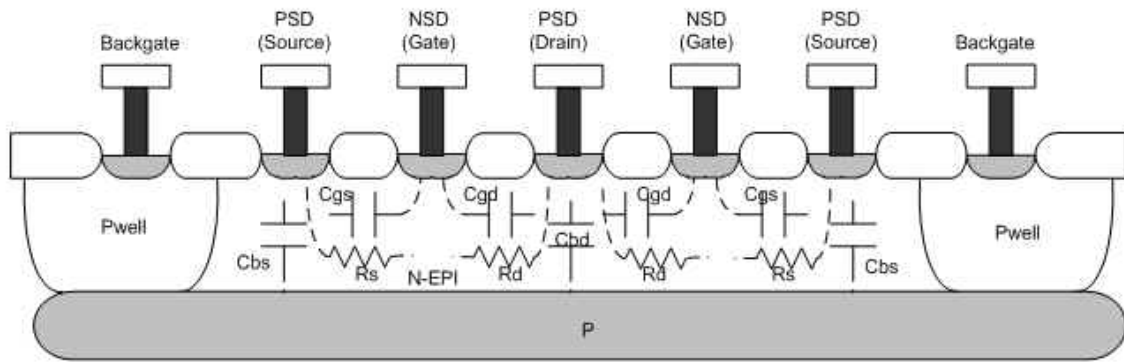 PSD
(Source)
NSD
(Gate)
PSD
(Drain)
NSD
(Gate)
PSD
(Source)
Backgate
Backgate
Cgs
Cgd
Cgd
Cgs
Pwell
Pwell
Cbd
Cbs
Rs
N-EPI
Rd
Rd
Rs
Cbs
P